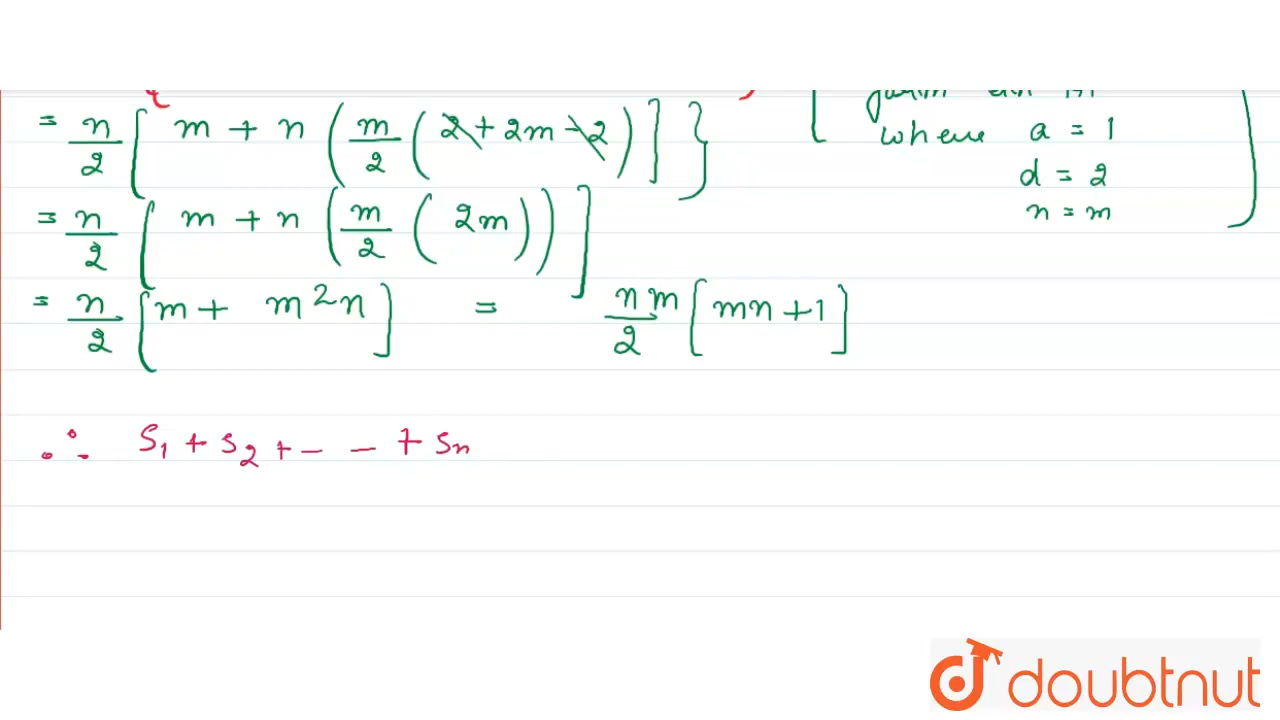 = n/2 [ m + n ( m/2 ( 2 + 2m - 2 ) ] }
where a = 1
d = 2
n = m
= n/2 [ m + n ( m/2 ( 2m ) ) ]
= n/2 [ m + m²n ] = nm/2 [ mn + 1 ]
∴ S₁ + S₂ + - - + Sn
doubtnut